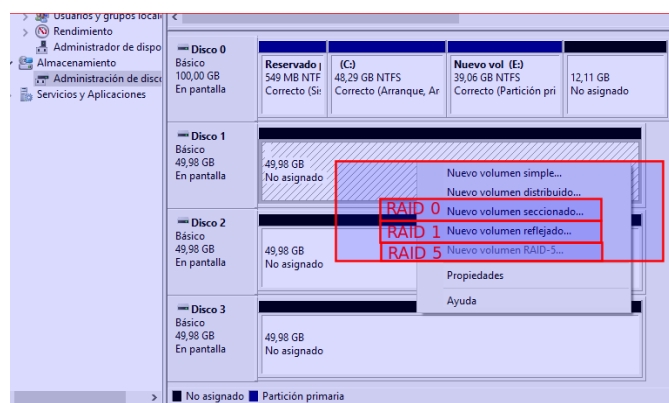 Usuarios y grupos local
Rendimiento
Administrador de dispo
Almacenamiento
Administración de disco
Servicios y Aplicaciones
Disco 0
Básico
100,00 GB
En pantalla
Reservado
549 MB NTF
Correcto (Si
(C:)
48,29 GB NTFS
Correcto (Arranque, Ar
Nuevo vol (E:)
39,06 GB NTFS
Correcto (Partición pri
12,11 GB
No asignado
Disco 1
Básico
49,98 GB
En pantalla
49,98 GB
No asignado
Nuevo volumen simple...
Nuevo volumen distribuido...
RAID 0 Nuevo volumen seccionado...
RAID 1 Nuevo volumen reflejado...
RAID 5 Nuevo volumen RAID-5...
Propiedades
Ayuda
Disco 2
Básico
49,98 GB
En pantalla
49,98 GB
No asignado
Disco 3
Básico
49,98 GB
En pantalla
49,98 GB
No asignado
No asignado Partición primaria